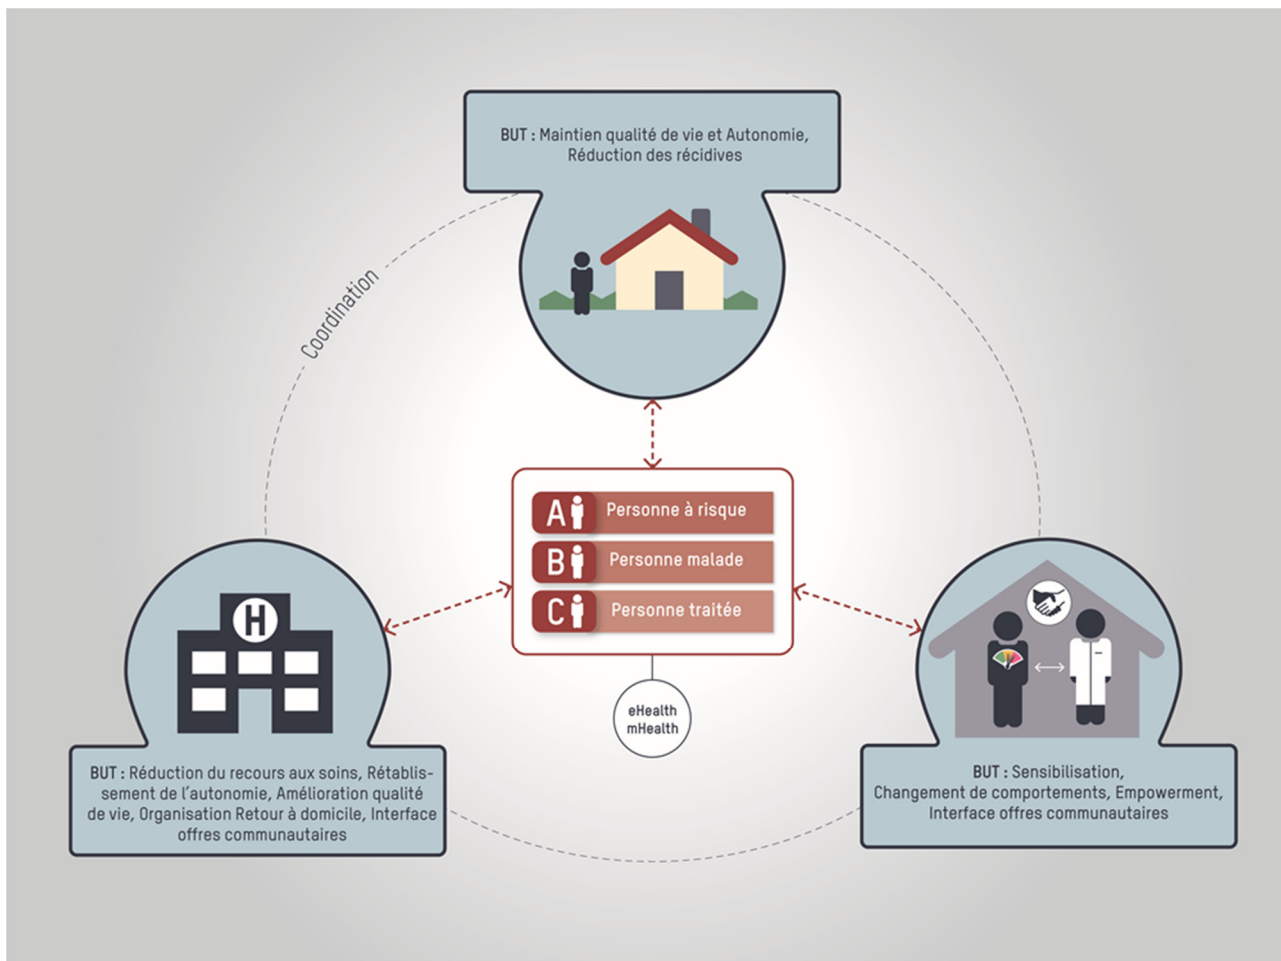 BUT : Maintien qualité de vie et Autonomie,
Réduction des récidives
Coordination
A Personne à risque
B Personne malade
C Personne traitée
eHealth
mHealth
H
BUT : Réduction du recours aux soins, Rétablis-
sement de l'autonomie, Amélioration qualité
de vie, Organisation Retour à domicile, Interface
offres communautaires
BUT : Sensibilisation,
Changement de comportements, Empowerment,
Interface offres communautaires